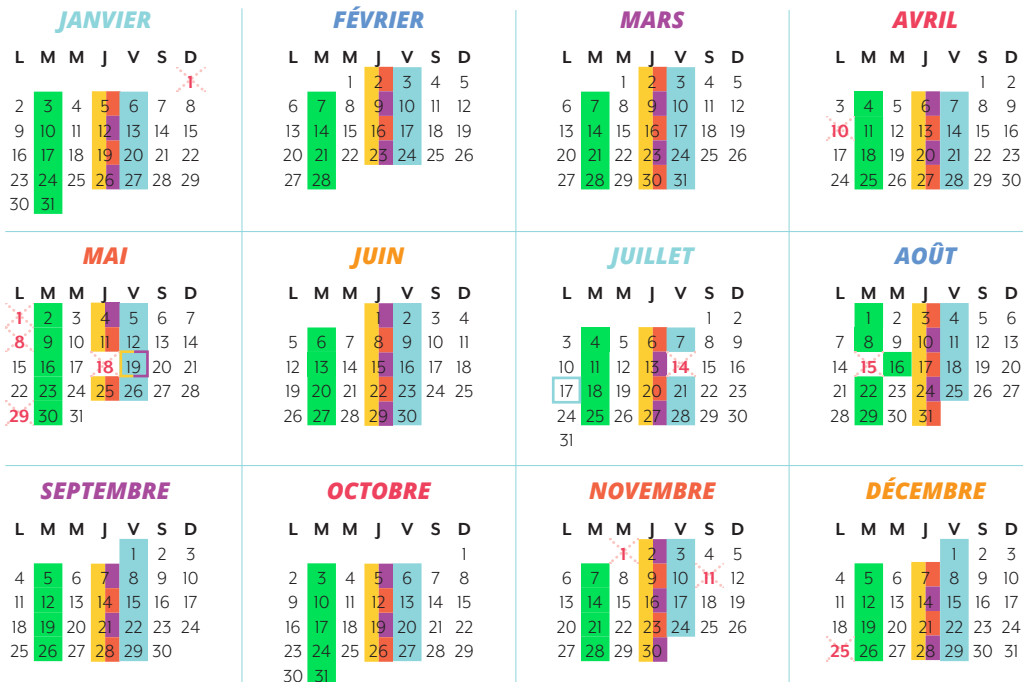 JANVIER
L M M J V S D
1
2 3 4 5 6 7 8
9 10 11 12 13 14 15
16 17 18 19 20 21 22
23 24 25 26 27 28 29
30 31
FÉVRIER
L M M J V S D
1 2 3 4 5
6 7 8 9 10 11 12
13 14 15 16 17 18 19
20 21 22 23 24 25 26
27 28
MARS
L M M J V S D
1 2 3 4 5
6 7 8 9 10 11 12
13 14 15 16 17 18 19
20 21 22 23 24 25 26
27 28 29 30 31
AVRIL
L M M J V S D
1 2
3 4 5 6 7 8 9
10 11 12 13 14 15 16
17 18 19 20 21 22 23
24 25 26 27 28 29 30
MAI
L M M J V S D
1 2 3 4 5 6 7
8 9 10 11 12 13 14
15 16 17 18 19 20 21
22 23 24 25 26 27 28
29 30 31
JUIN
L M M J V S D
1 2 3 4
5 6 7 8 9 10 11
12 13 14 15 16 17 18
19 20 21 22 23 24 25
26 27 28 29 30
JUILLET
L M M J V S D
1 2
3 4 5 6 7 8 9
10 11 12 13 14 15 16
17 18 19 20 21 22 23
24 25 26 27 28 29 30
31
AOÛT
L M M J V S D
1 2 3 4 5 6
7 8 9 10 11 12 13
14 15 16 17 18 19 20
21 22 23 24 25 26 27
28 29 30 31
SEPTEMBRE
L M M J V S D
1 2 3
4 5 6 7 8 9 10
11 12 13 14 15 16 17
18 19 20 21 22 23 24
25 26 27 28 29 30
OCTOBRE
L M M J V S D
1
2 3 4 5 6 7 8
9 10 11 12 13 14 15
16 17 18 19 20 21 22
23 24 25 26 27 28 29
30 31
NOVEMBRE
L M M J V S D
1 2 3 4 5
6 7 8 9 10 11 12
13 14 15 16 17 18 19
20 21 22 23 24 25 26
27 28 29 30
DÉCEMBRE
L M M J V S D
1 2 3
4 5 6 7 8 9 10
11 12 13 14 15 16 17
18 19 20 21 22 23 24
25 26 27 28 29 30 31